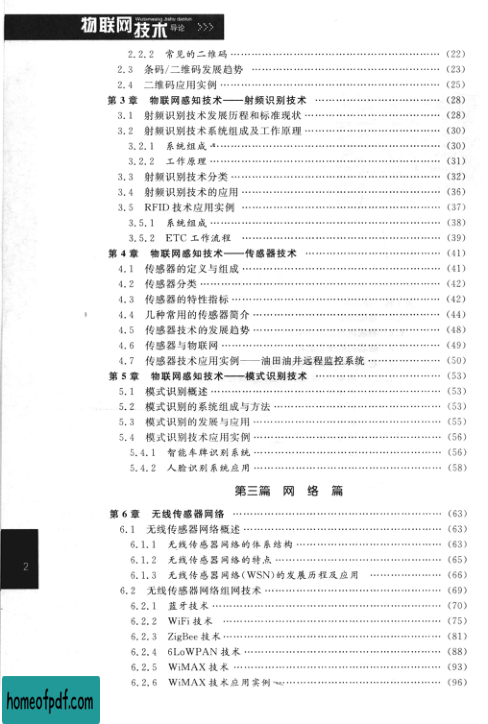 物联网技术导论 >>>
2.2.2 常见的二维码 (22)
2.3 条码/二维码发展趋势 (23)
2.4 二维码应用实例 (25)
第3章 物联网感知技术——射频识别技术 (28)
3.1 射频识别技术发展历程和标准现状 (28)
3.2 射频识别技术系统组成及工作原理 (30)
3.2.1 系统组成 (30)
3.2.2 工作原理 (31)
3.3 射频识别技术分类 (32)
3.4 射频识别技术的应用 (36)
3.5 RFID技术应用实例 (37)
3.5.1 系统组成 (38)
3.5.2 ETC工作流程 (39)
第4章 物联网感知技术——传感器技术 (41)
4.1 传感器的定义与组成 (41)
4.2 传感器分类 (42)
4.3 传感器的特性指标 (42)
4.4 几种常用的传感器简介 (44)
4.5 传感器技术的发展趋势 (48)
4.6 传感器与物联网 (49)
4.7 传感器技术应用实例——油田油井远程监控系统 (50)
第5章 物联网感知技术——模式识别技术 (53)
5.1 模式识别概述 (53)
5.2 模式识别的系统组成与方法 (53)
5.3 模式识别的发展与应用 (55)
5.4 模式识别技术应用实例 (56)
5.4.1 智能车牌识别系统 (56)
5.4.2 人脸识别系统应用 (58)
第三篇 网络篇
第6章 无线传感器网络 (63)
6.1 无线传感器网络概述 (63)
6.1.1 无线传感器网络的体系结构 (63)
6.1.2 无线传感器网络的特点 (65)
6.1.3 无线传感器网络(WSN)的发展历程及应用 (66)
6.2 无线传感器网络组网技术 (69)
6.2.1 蓝牙技术 (70)
6.2.2 WiFi技术 (75)
6.2.3 ZigBee技术 (81)
6.2.4 6LoWPAN技术 (88)
6.2.5 WiMAX技术 (93)
6.2.6 WiMAX技术应用实例 (96)
2
homeofpdf.com